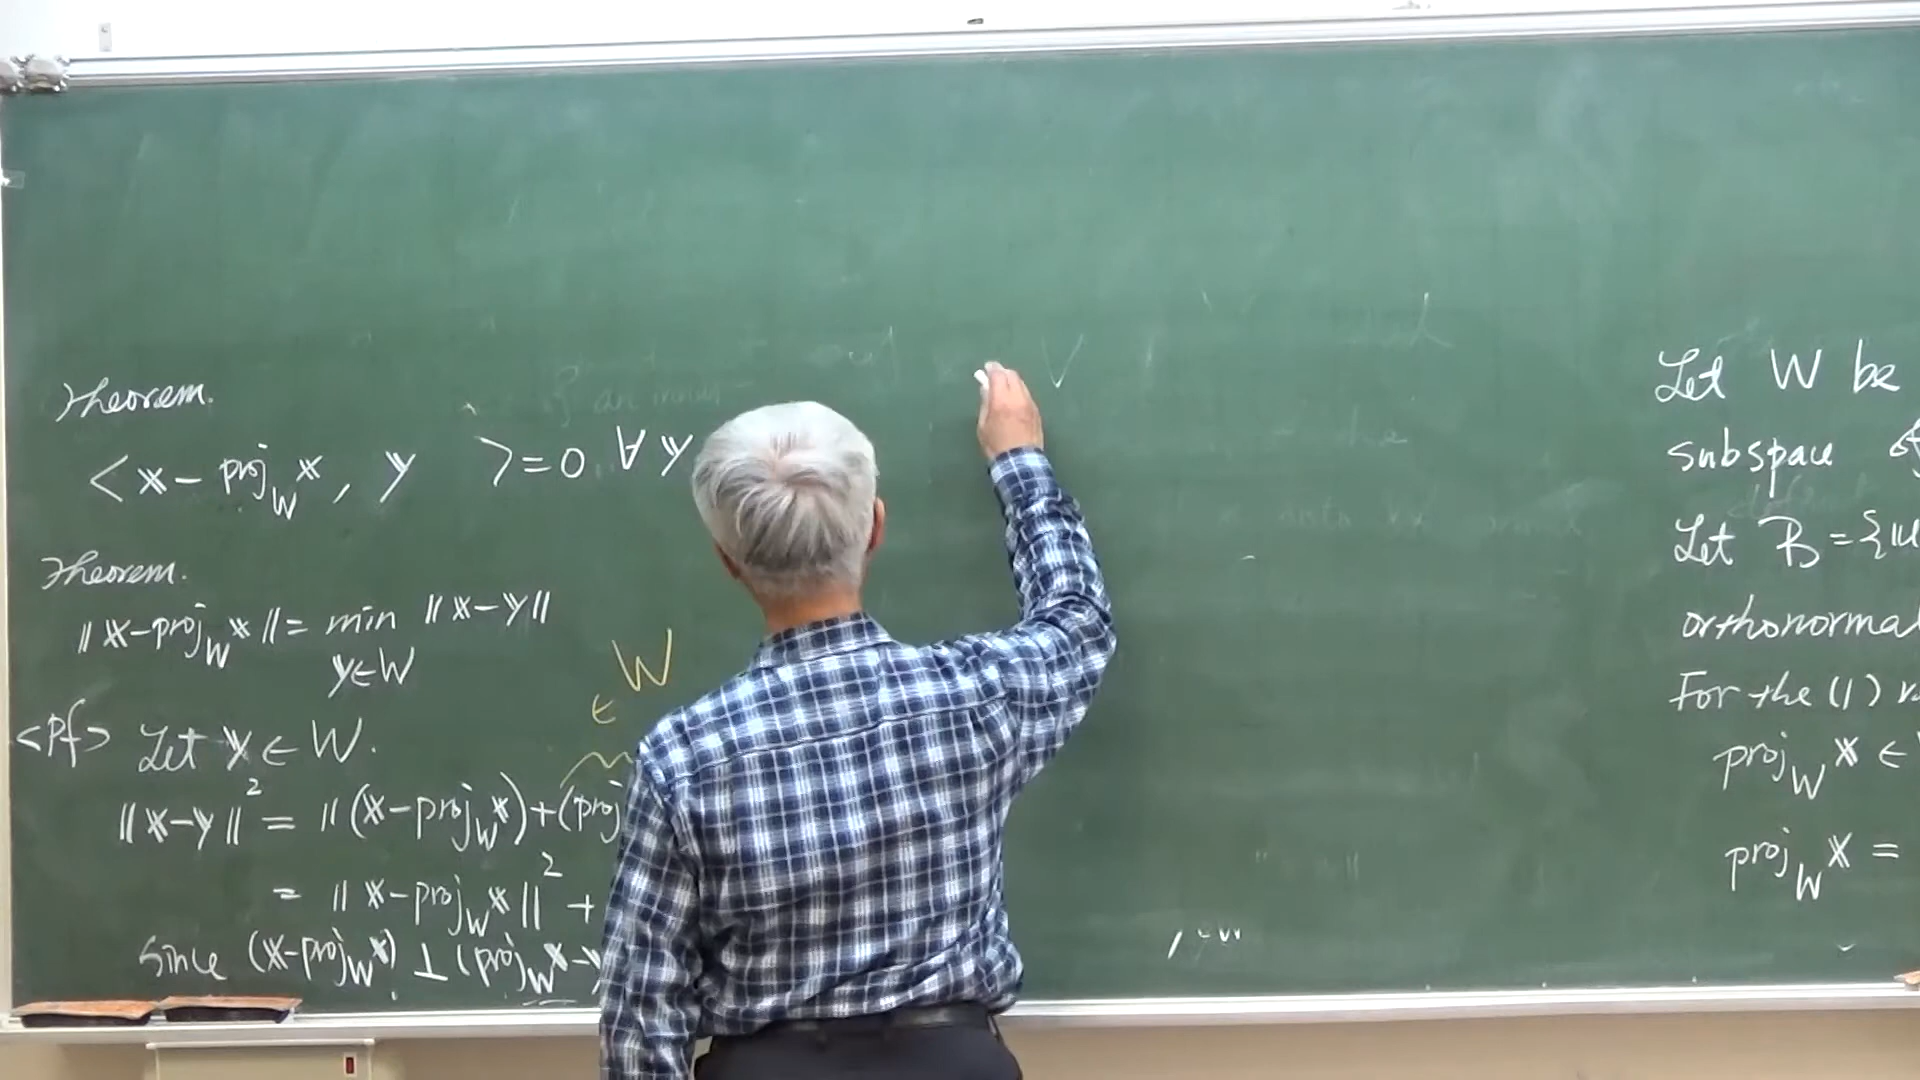 Theorem.
< x - proj_W x, y > = 0 ∀ y
Theorem.
|| x - proj_W x || = min || x - y ||
y ∈ W
∈ W
<pf> Let y ∈ W.
|| x - y ||² = || (x - proj_W x) + (proj
= || x - proj_W x ||² +
Since (x - proj_W x) ⊥ (proj_W x - y
Let W be
subspace of
Let B = {u
orthonormal
For the (1) v
proj_W x ∈
proj_W x =